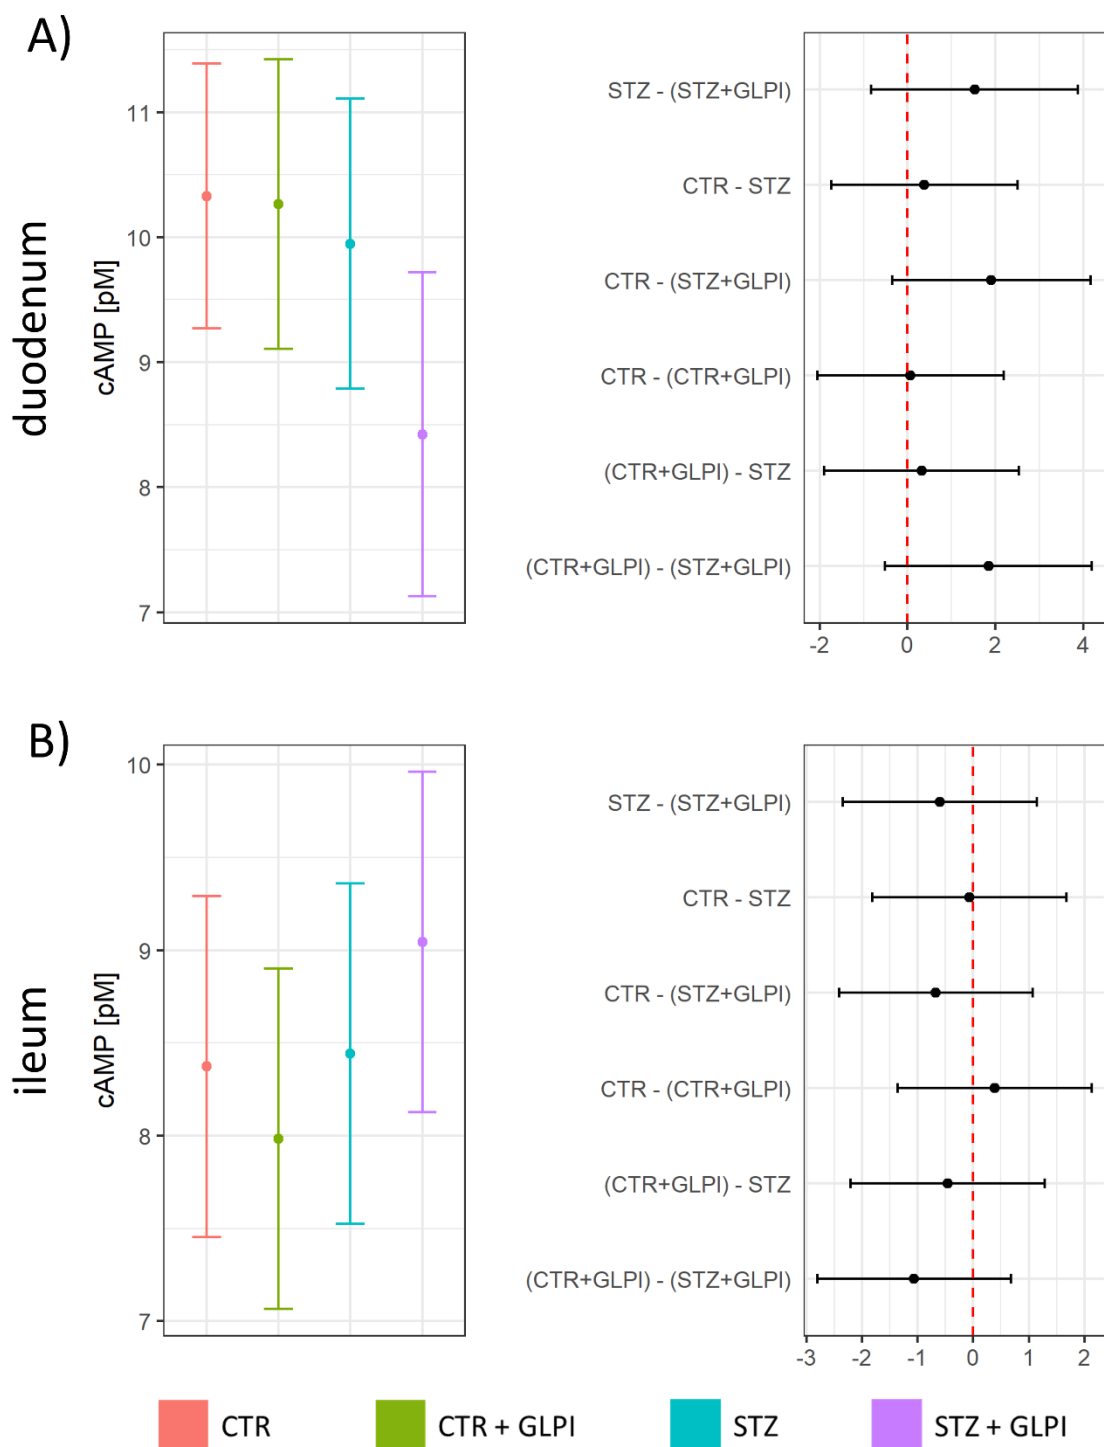 A)
duodenum
cAMP [pM]
11
10
9
8
7
STZ - (STZ+GLPI)
CTR - STZ
CTR - (STZ+GLPI)
CTR - (CTR+GLPI)
(CTR+GLPI) - STZ
(CTR+GLPI) - (STZ+GLPI)
-2 0 2 4
B)
ileum
cAMP [pM]
10
9
8
7
STZ - (STZ+GLPI)
CTR - STZ
CTR - (STZ+GLPI)
CTR - (CTR+GLPI)
(CTR+GLPI) - STZ
(CTR+GLPI) - (STZ+GLPI)
-3 -2 -1 0 1 2
CTR CTR + GLPI STZ STZ + GLPI